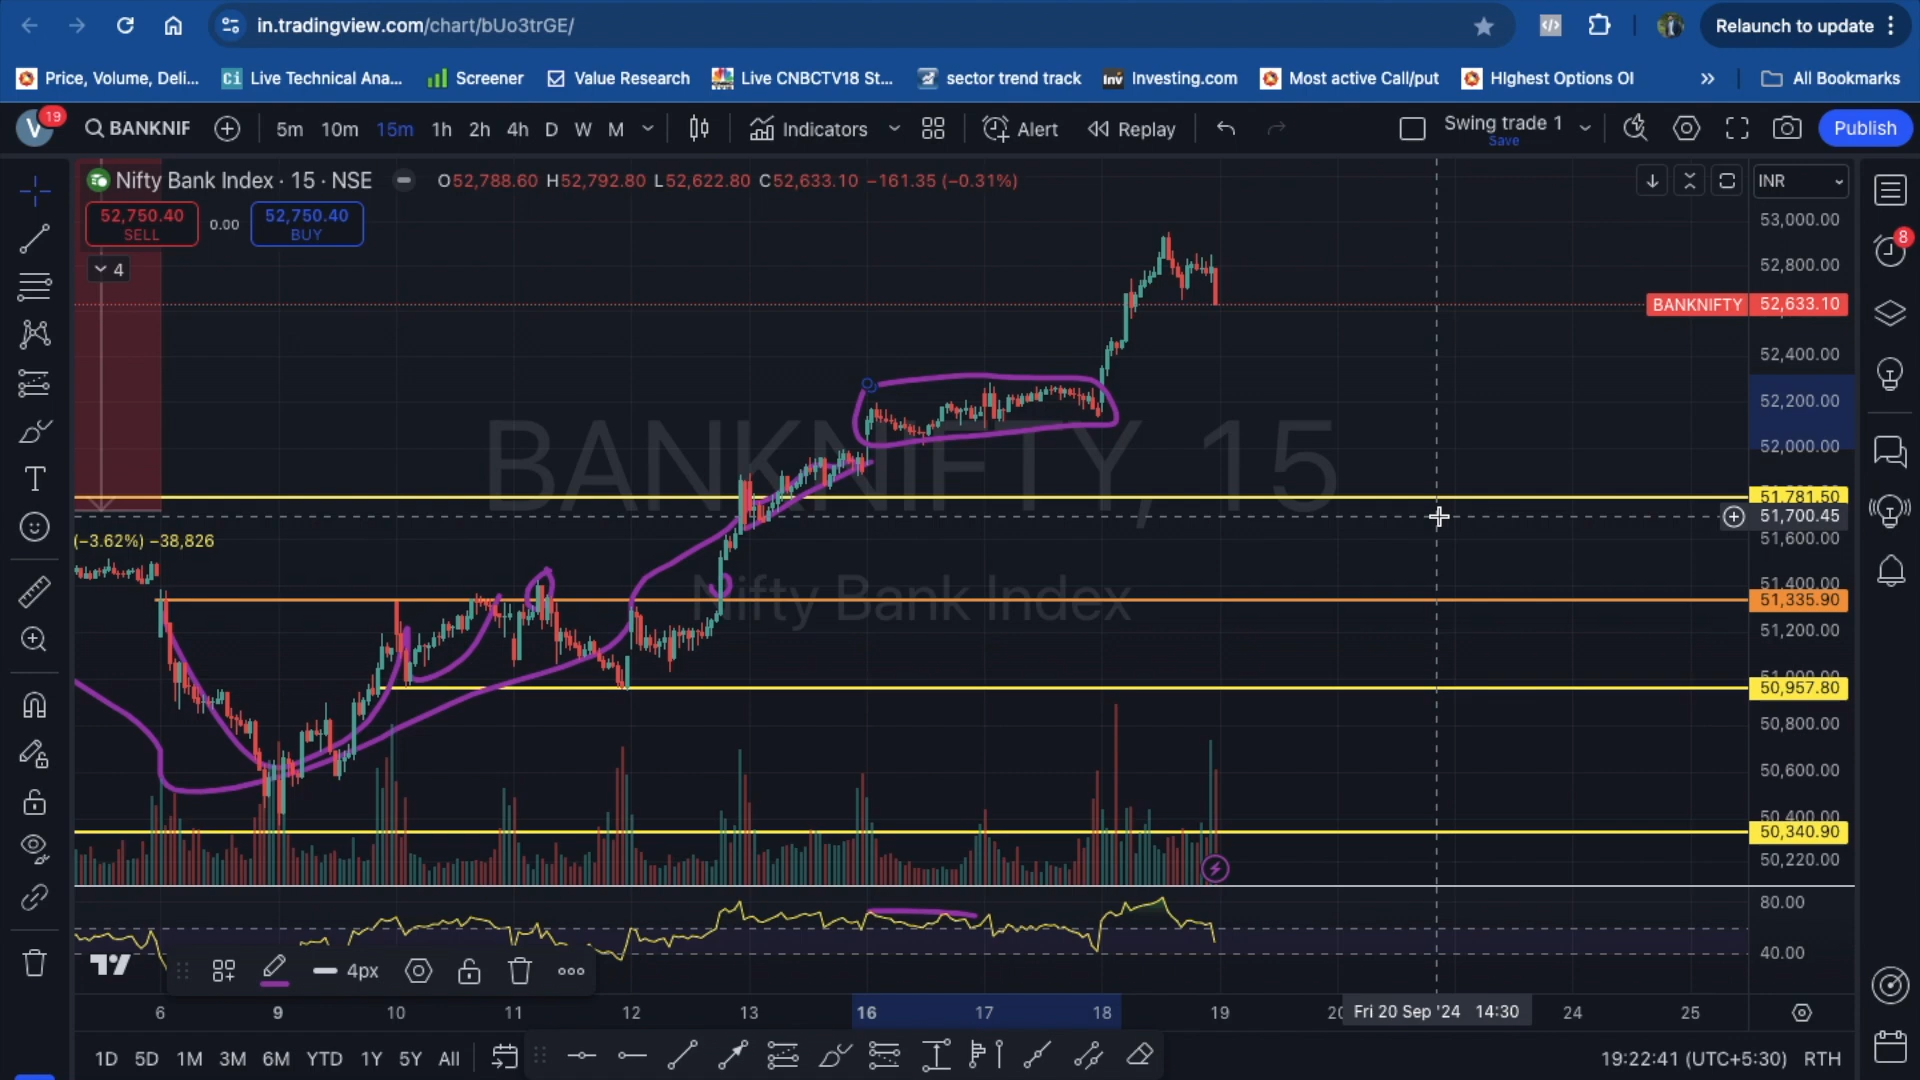 in.tradingview.com/chart/bUo3trGE/
Relaunch to update
Price, Volume, Deli...
Live Technical Ana...
Screener
Value Research
Live CNBCTV18 St...
sector trend track
Investing.com
Most active Call/put
HIghest Options OI
All Bookmarks
V 19
BANKNIF
5m 10m 15m 1h 2h 4h D W M
Indicators
Alert
Replay
Swing trade 1
Save
Publish
Nifty Bank Index · 15 · NSE
O52,788.60 H52,792.80 L52,622.80 C52,633.10 −161.35 (−0.31%)
INR
52,750.40
SELL
0.00
52,750.40
BUY
4
8
53,000.00
52,800.00
BANKNIFTY 52,633.10
52,400.00
52,200.00
52,000.00
BANKNIFTY, 15
Nifty Bank Index
51,781.50
51,700.45
51,600.00
(−3.62%) −38,826
51,400.00
51,335.90
51,200.00
50,957.80
50,800.00
50,600.00
50,400.00
50,340.90
50,220.00
80.00
40.00
4px
6 9 10 11 12 13 16 17 18 19
Fri 20 Sep '24 14:30
24 25
1D 5D 1M 3M 6M YTD 1Y 5Y All
19:22:41 (UTC+5:30) RTH